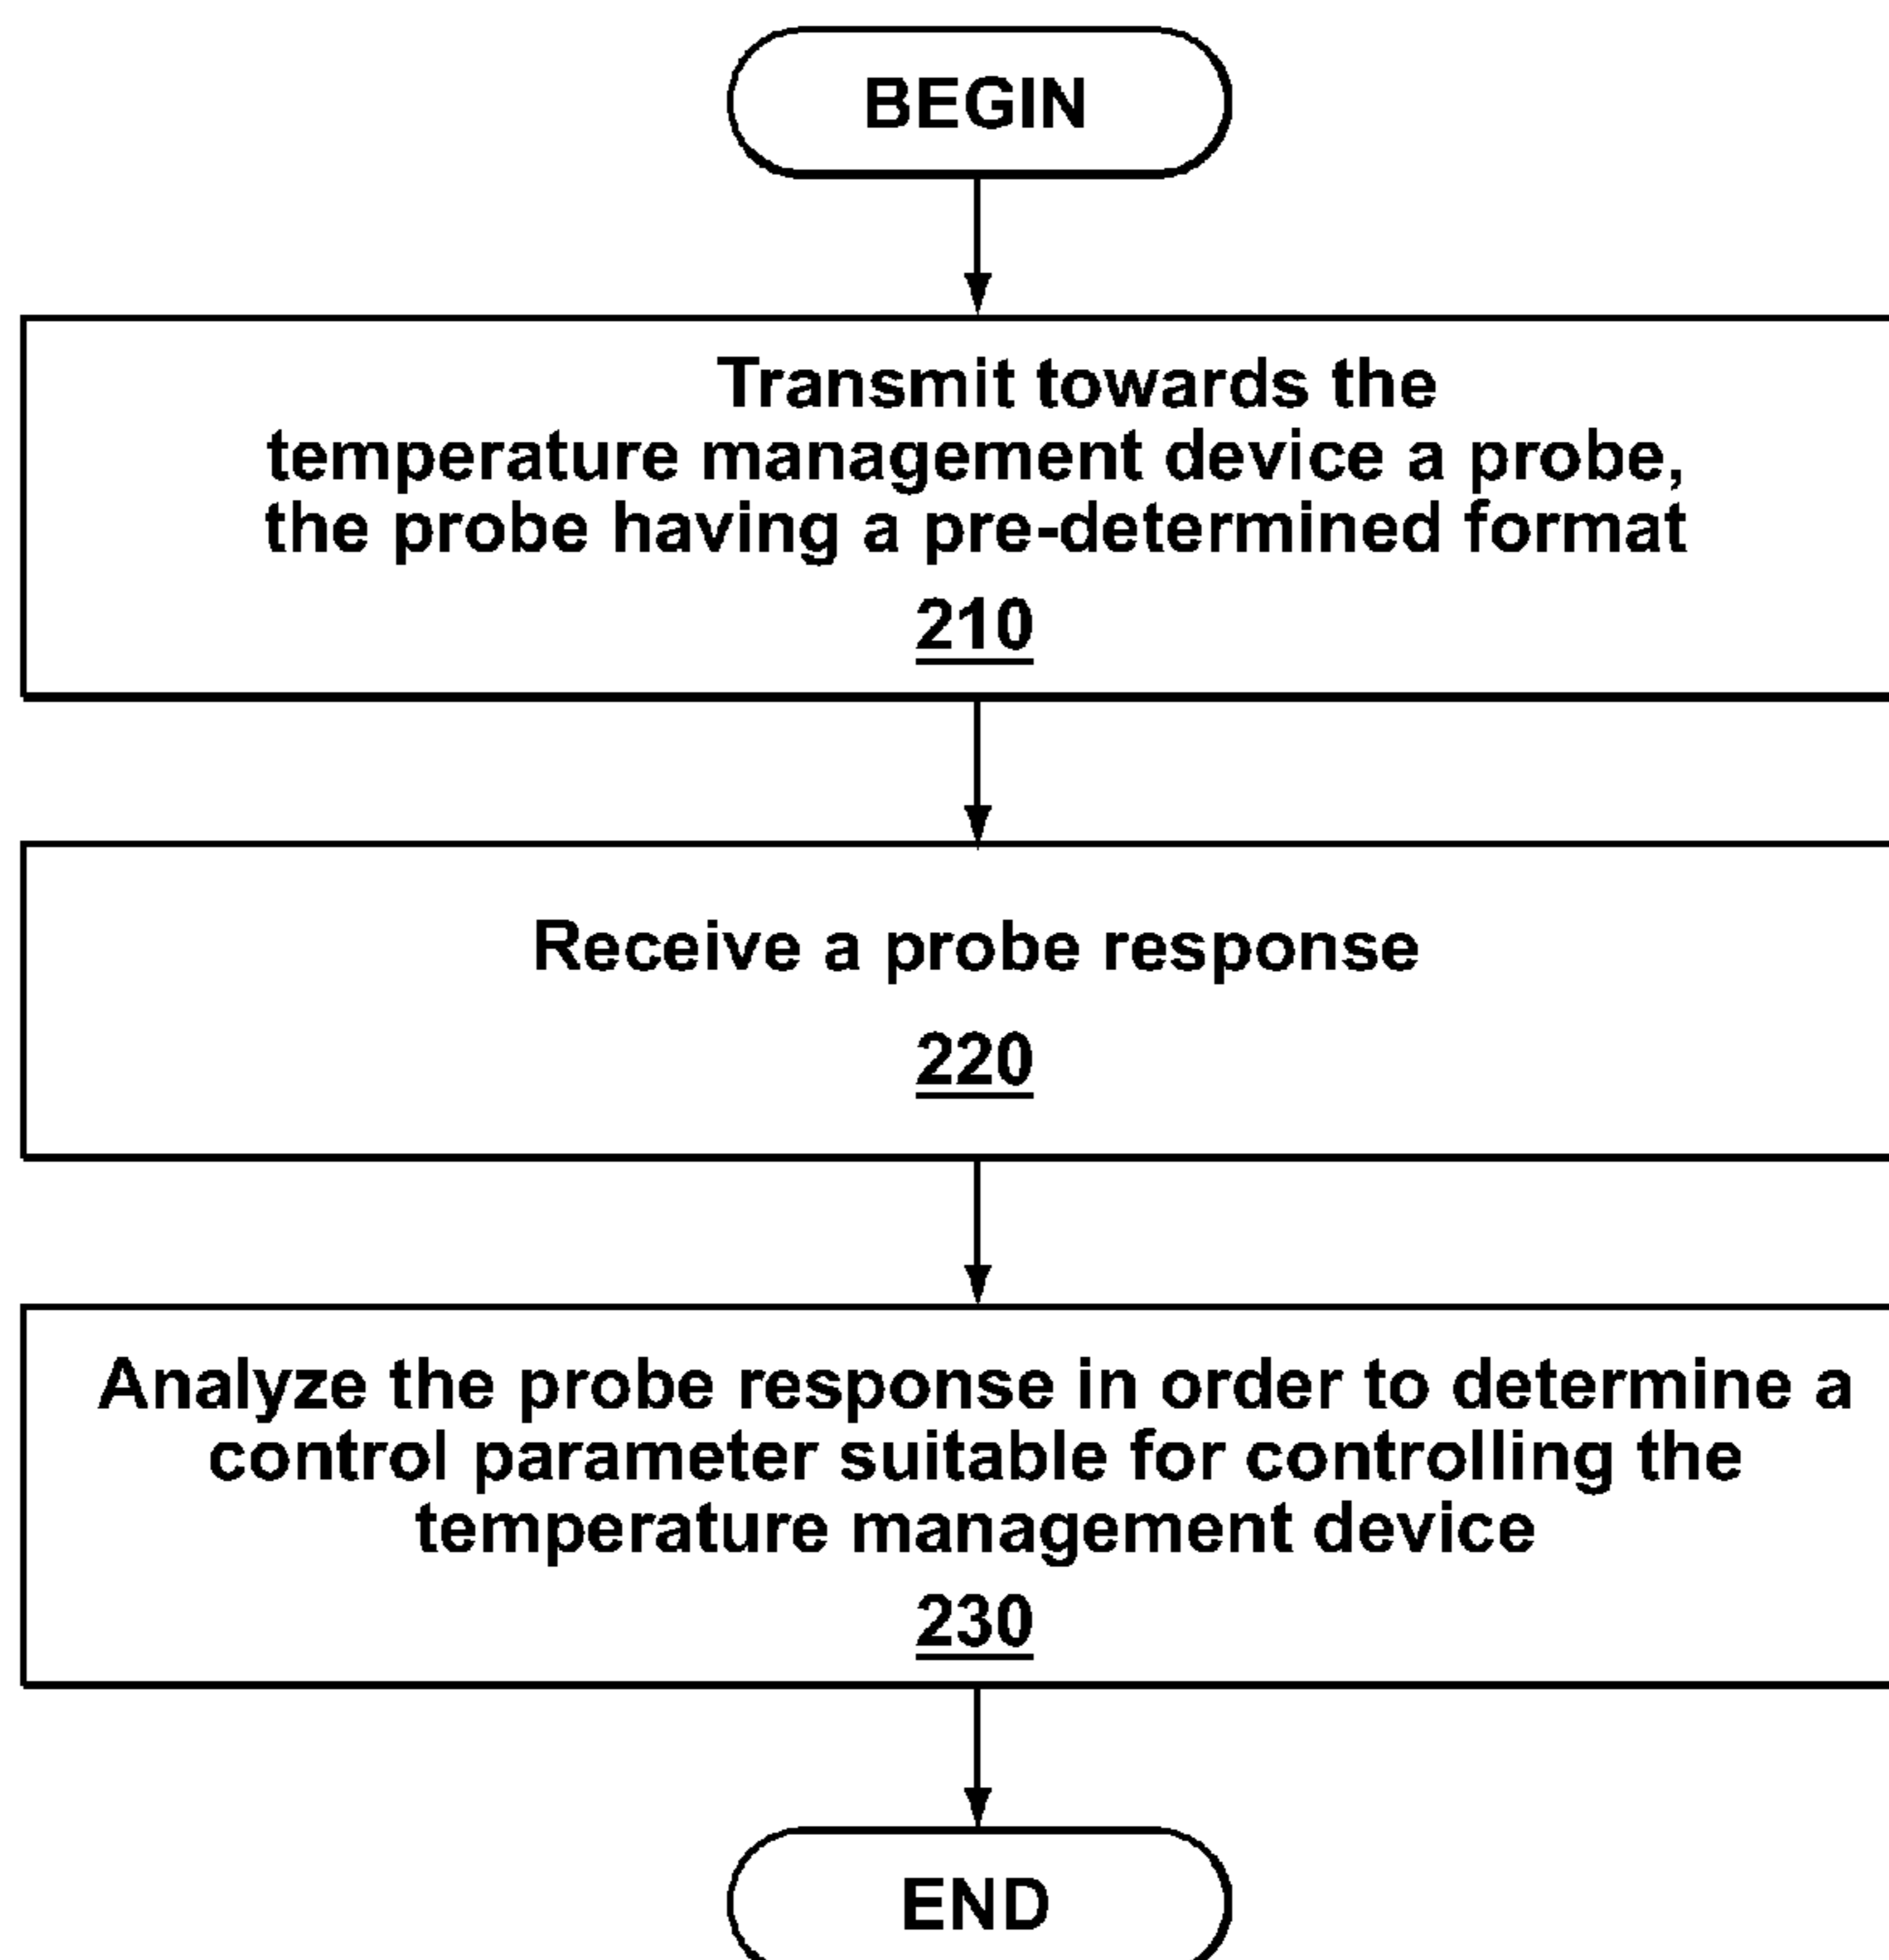 BEGIN
Transmit towards the
temperature management device a probe,
the probe having a pre-determined format
210
Receive a probe response
220
Analyze the probe response in order to determine a
control parameter suitable for controlling the
temperature management device
230
END